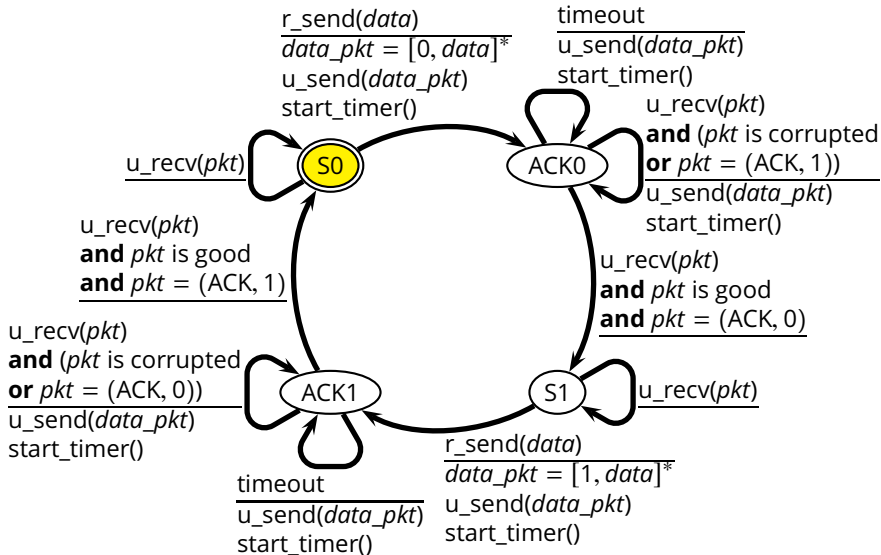 r_send(data)
data_pkt = [0, data]*
u_send(data_pkt)
start_timer()
timeout
u_send(data_pkt)
start_timer()
u_recv(pkt)
and (pkt is corrupted
or pkt = (ACK, 1))
u_send(data_pkt)
start_timer()
u_recv(pkt)
S0
ACK0
u_recv(pkt)
and pkt is good
and pkt = (ACK, 1)
u_recv(pkt)
and pkt is good
and pkt = (ACK, 0)
u_recv(pkt)
and (pkt is corrupted
or pkt = (ACK, 0))
u_send(data_pkt)
start_timer()
ACK1
S1
u_recv(pkt)
timeout
u_send(data_pkt)
start_timer()
r_send(data)
data_pkt = [1, data]*
u_send(data_pkt)
start_timer()